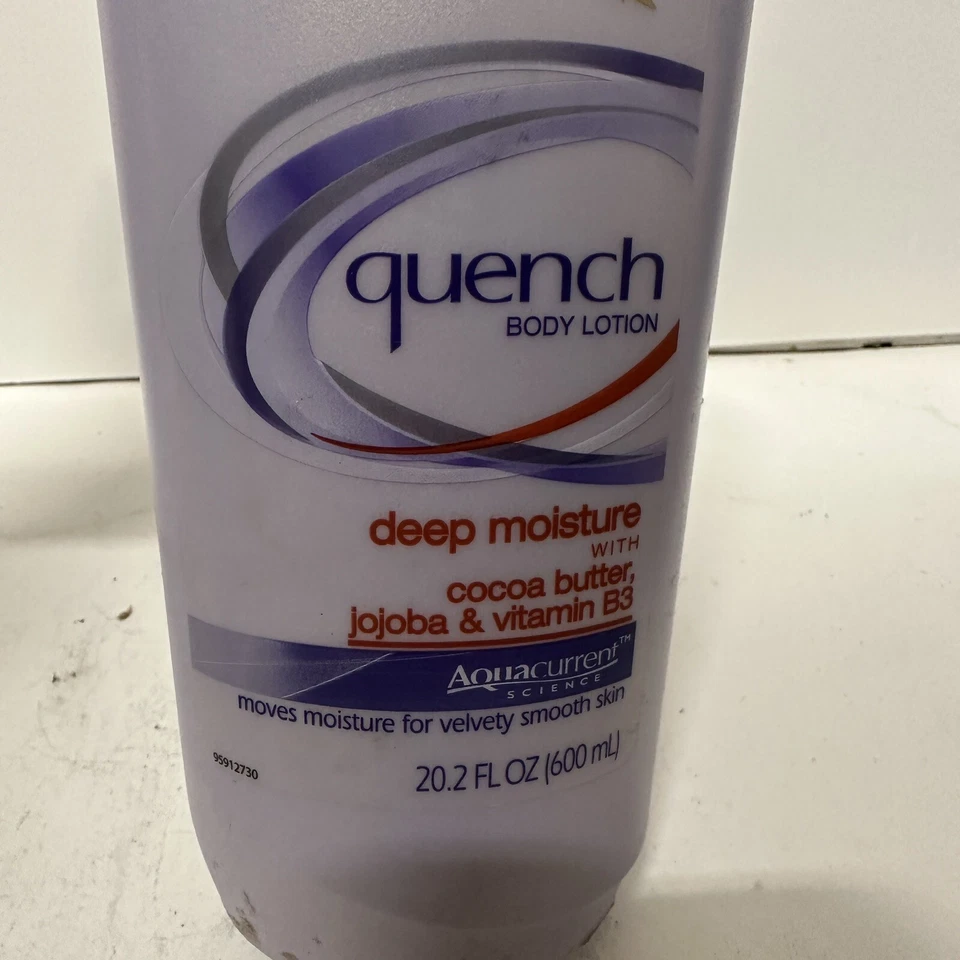 quench
BODY LOTION
deep moisture
WITH
cocoa butter,
jojoba & vitamin B3
Aquacurrent™
SCIENCE
moves moisture for velvety smooth skin
95912730
20.2 FL OZ (600 mL)